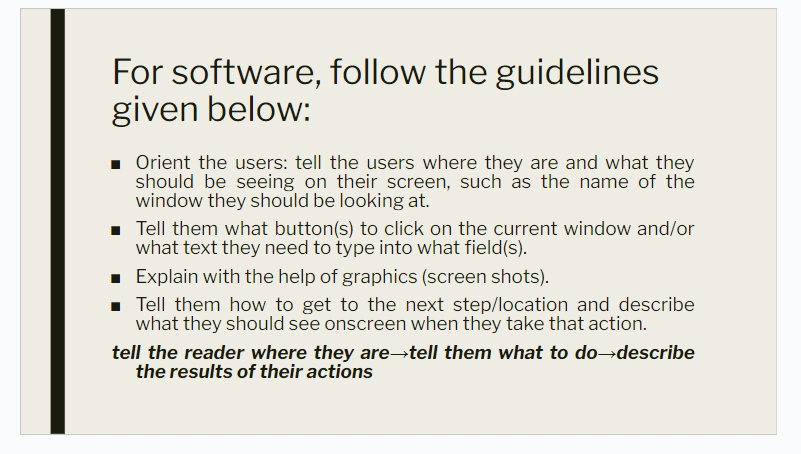 For software, follow the guidelines
given below:
■ Orient the users: tell the users where they are and what they
should be seeing on their screen, such as the name of the
window they should be looking at.
■ Tell them what button(s) to click on the current window and/or
what text they need to type into what field(s).
■ Explain with the help of graphics (screen shots).
■ Tell them how to get to the next step/location and describe
what they should see onscreen when they take that action.
tell the reader where they are→tell them what to do→describe
the results of their actions